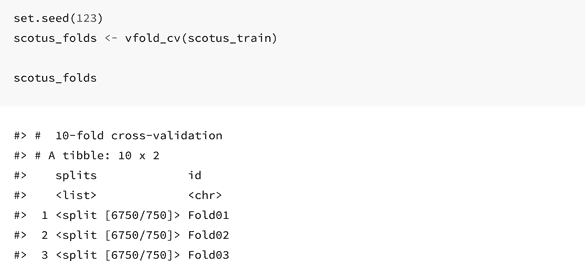 set.seed(123)
scotus_folds <- vfold_cv(scotus_train)
scotus_folds
#> #  10-fold cross-validation
#> # A tibble: 10 x 2
#>    splits             id
#>    <list>             <chr>
#>  1 <split [6750/750]> Fold01
#>  2 <split [6750/750]> Fold02
#>  3 <split [6750/750]> Fold03